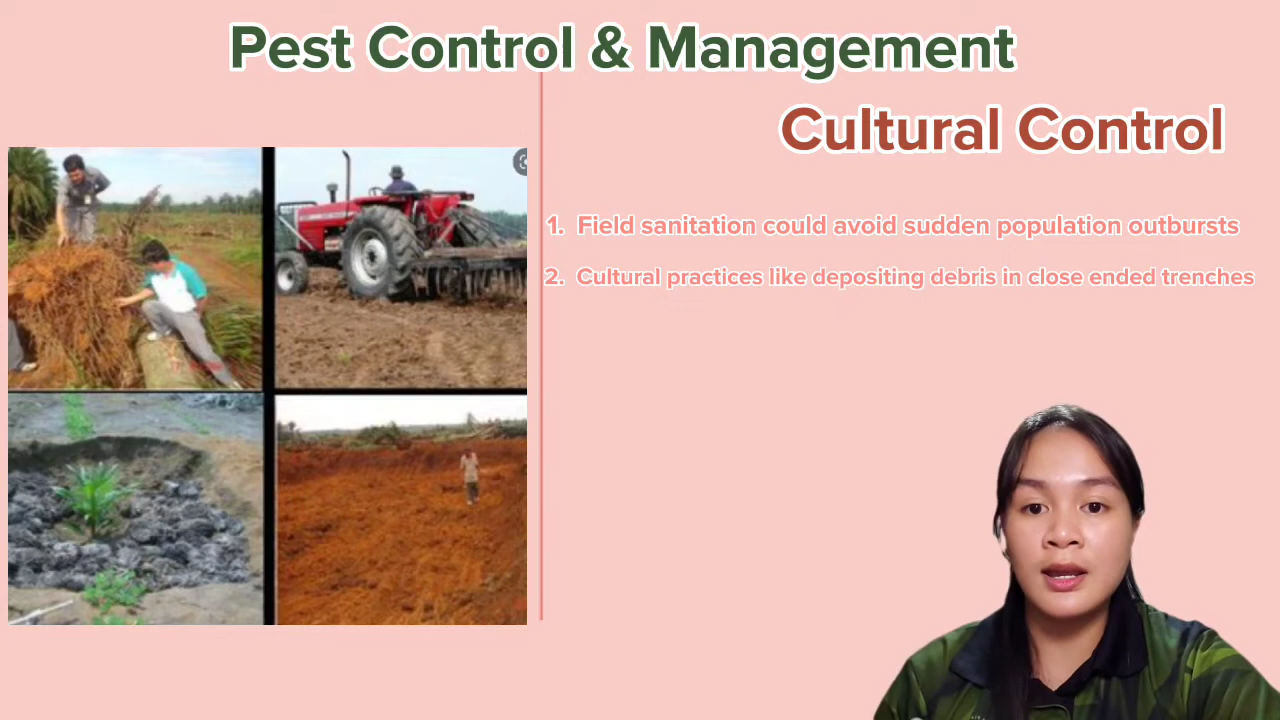 Pest Control & Management
Cultural Control
1. Field sanitation could avoid sudden population outbursts
2. Cultural practices like depositing debris in close ended trenches